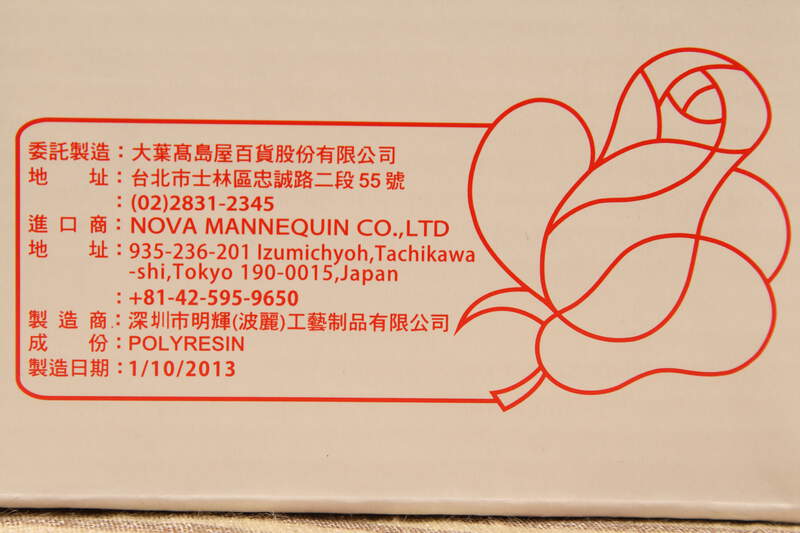 委託製造：大葉髙島屋百貨股份有限公司
地 址：台北市士林區忠誠路二段 55 號
：(02)2831-2345
進口商：NOVA MANNEQUIN CO.,LTD
地 址：935-236-201 Izumichyoh,Tachikawa
-shi,Tokyo 190-0015,Japan
：+81-42-595-9650
製造商：深圳市明輝(波麗)工藝制品有限公司
成 份：POLYRESIN
製造日期：1/10/2013